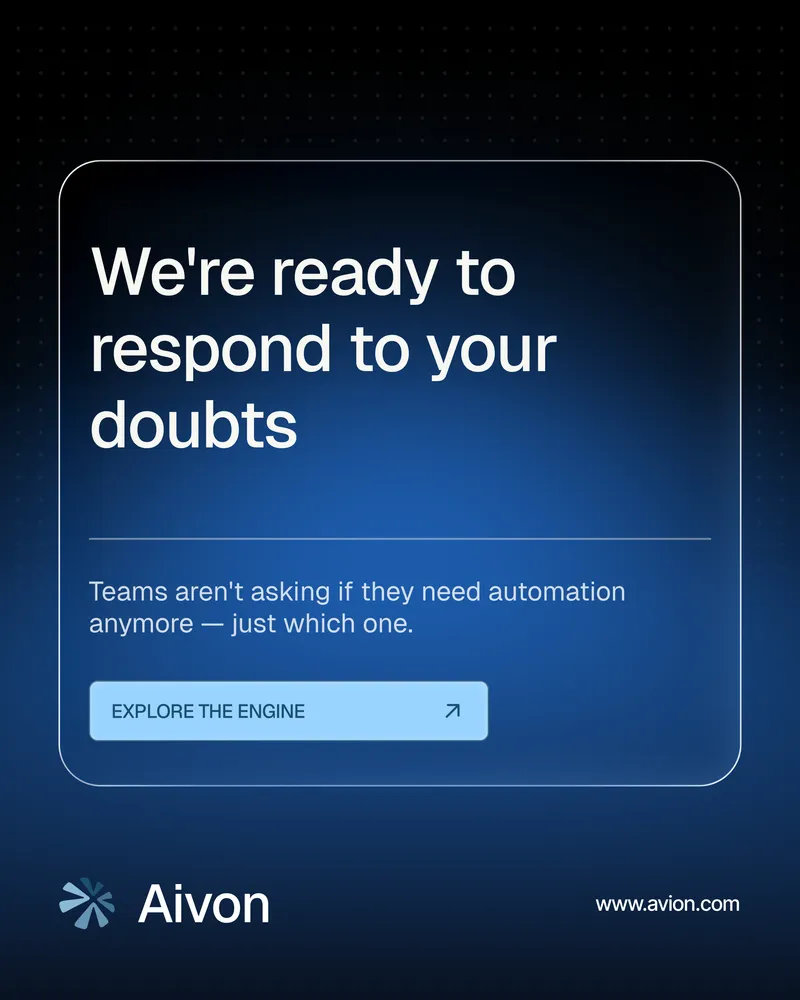 We're ready to
respond to your
doubts
Teams aren't asking if they need automation
anymore — just which one.
EXPLORE THE ENGINE
Aivon
www.avion.com